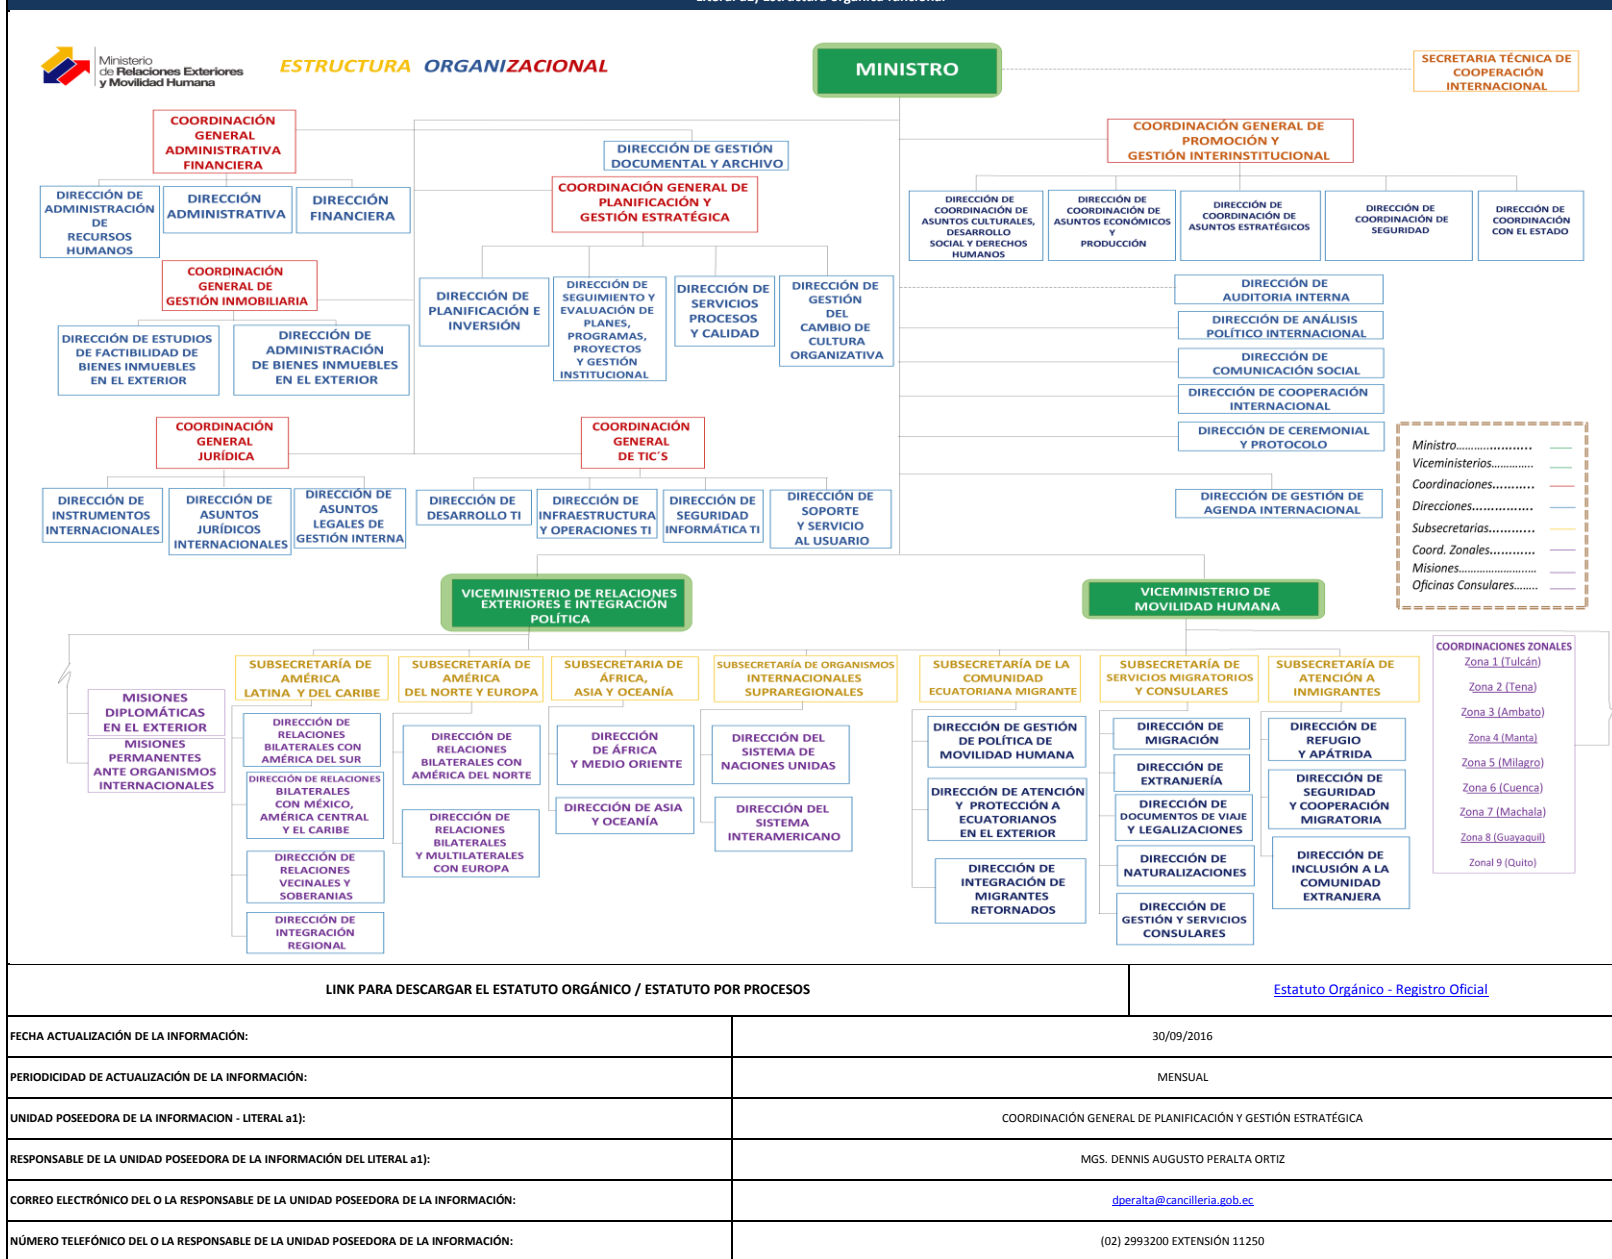 Literal a1) Estructura orgánica funcional
Ministerio
de Relaciones Exteriores
y Movilidad Humana
ESTRUCTURA ORGANIZACIONAL
MINISTRO
SECRETARIA TÉCNICA DE
COOPERACIÓN
INTERNACIONAL
COORDINACIÓN
GENERAL
ADMINISTRATIVA
FINANCIERA
DIRECCIÓN DE GESTIÓN
DOCUMENTAL Y ARCHIVO
COORDINACIÓN GENERAL DE
PROMOCIÓN Y
GESTIÓN INTERINSTITUCIONAL
DIRECCIÓN DE
ADMINISTRACIÓN
DE
RECURSOS
HUMANOS
DIRECCIÓN
ADMINISTRATIVA
DIRECCIÓN
FINANCIERA
COORDINACIÓN GENERAL DE
PLANIFICACIÓN Y
GESTIÓN ESTRATÉGICA
DIRECCIÓN DE
COORDINACIÓN DE
ASUNTOS CULTURALES,
DESARROLLO
SOCIAL Y DERECHOS
HUMANOS
DIRECCIÓN DE
COORDINACIÓN DE
ASUNTOS ECONÓMICOS
Y
PRODUCCIÓN
DIRECCIÓN DE
COORDINACIÓN DE
ASUNTOS ESTRATÉGICOS
DIRECCIÓN DE
COORDINACIÓN DE
SEGURIDAD
DIRECCIÓN DE
COORDINACIÓN
CON EL ESTADO
COORDINACIÓN
GENERAL DE
GESTIÓN INMOBILIARIA
DIRECCIÓN DE ESTUDIOS
DE FACTIBILIDAD DE
BIENES INMUEBLES
EN EL EXTERIOR
DIRECCIÓN DE
ADMINISTRACIÓN
DE BIENES INMUEBLES
EN EL EXTERIOR
DIRECCIÓN DE
PLANIFICACIÓN E
INVERSIÓN
DIRECCIÓN DE
SEGUIMIENTO Y
EVALUACIÓN DE
PLANES,
PROGRAMAS,
PROYECTOS
Y GESTIÓN
INSTITUCIONAL
DIRECCIÓN DE
SERVICIOS
PROCESOS
Y CALIDAD
DIRECCIÓN DE
GESTIÓN
DEL
CAMBIO DE
CULTURA
ORGANIZATIVA
DIRECCIÓN DE
AUDITORIA INTERNA
DIRECCIÓN DE ANÁLISIS
POLÍTICO INTERNACIONAL
DIRECCIÓN DE
COMUNICACIÓN SOCIAL
DIRECCIÓN DE COOPERACIÓN
INTERNACIONAL
DIRECCIÓN DE CEREMONIAL
Y PROTOCOLO
DIRECCIÓN DE GESTIÓN DE
AGENDA INTERNACIONAL
COORDINACIÓN
GENERAL
JURÍDICA
COORDINACIÓN
GENERAL
DE TIC´S
DIRECCIÓN DE
INSTRUMENTOS
INTERNACIONALES
DIRECCIÓN DE
ASUNTOS
JURÍDICOS
INTERNACIONALES
DIRECCIÓN DE
ASUNTOS
LEGALES DE
GESTIÓN INTERNA
DIRECCIÓN DE
DESARROLLO TI
DIRECCIÓN DE
INFRAESTRUCTURA
Y OPERACIONES TI
DIRECCIÓN DE
SEGURIDAD
INFORMÁTICA TI
DIRECCIÓN DE
SOPORTE
Y SERVICIO
AL USUARIO
Ministro.....................
Viceministerios..............
Coordinaciones...........
Direcciones................
Subsecretarias............
Coord. Zonales............
Misiones......................
Oficinas Consulares........
VICEMINISTERIO DE RELACIONES
EXTERIORES E INTEGRACIÓN
POLÍTICA
VICEMINISTERIO DE
MOVILIDAD HUMANA
MISIONES
DIPLOMÁTICAS
EN EL EXTERIOR
MISIONES
PERMANENTES
ANTE ORGANISMOS
INTERNACIONALES
SUBSECRETARÍA DE
AMÉRICA
LATINA Y DEL CARIBE
DIRECCIÓN DE
RELACIONES
BILATERALES CON
AMÉRICA DEL SUR
DIRECCIÓN DE RELACIONES
BILATERALES
CON MÉXICO,
AMÉRICA CENTRAL
Y EL CARIBE
DIRECCIÓN DE
RELACIONES
VECINALES Y
SOBERANIAS
DIRECCIÓN DE
INTEGRACIÓN
REGIONAL
SUBSECRETARÍA DE
AMÉRICA
DEL NORTE Y EUROPA
DIRECCIÓN DE
RELACIONES
BILATERALES CON
AMÉRICA DEL NORTE
DIRECCIÓN DE
RELACIONES
BILATERALES
Y MULTILATERALES
CON EUROPA
SUBSECRETARIA DE
ÁFRICA,
ASIA Y OCEANÍA
DIRECCIÓN
DE ÁFRICA
Y MEDIO ORIENTE
DIRECCIÓN DE ASIA
Y OCEANÍA
SUBSECRETARÍA DE ORGANISMOS
INTERNACIONALES
SUPRAREGIONALES
DIRECCIÓN DEL
SISTEMA DE
NACIONES UNIDAS
DIRECCIÓN DEL
SISTEMA
INTERAMERICANO
SUBSECRETARÍA DE LA
COMUNIDAD
ECUATORIANA MIGRANTE
DIRECCIÓN DE GESTIÓN
DE POLÍTICA DE
MOVILIDAD HUMANA
DIRECCIÓN DE ATENCIÓN
Y PROTECCIÓN A
ECUATORIANOS
EN EL EXTERIOR
DIRECCIÓN DE
INTEGRACIÓN DE
MIGRANTES
RETORNADOS
SUBSECRETARÍA DE
SERVICIOS MIGRATORIOS
Y CONSULARES
DIRECCIÓN DE
MIGRACIÓN
DIRECCIÓN DE
EXTRANJERÍA
DIRECCIÓN DE
DOCUMENTOS DE VIAJE
Y LEGALIZACIONES
DIRECCIÓN DE
NATURALIZACIONES
DIRECCIÓN DE
GESTIÓN Y SERVICIOS
CONSULARES
SUBSECRETARÍA DE
ATENCIÓN A
INMIGRANTES
DIRECCIÓN DE
REFUGIO
Y APÁTRIDA
DIRECCIÓN DE
SEGURIDAD
Y COOPERACIÓN
MIGRATORIA
DIRECCIÓN DE
INCLUSIÓN A LA
COMUNIDAD
EXTRANJERA
COORDINACIONES ZONALES
Zona 1 (Tulcán)
Zona 2 (Tena)
Zona 3 (Ambato)
Zona 4 (Manta)
Zona 5 (Milagro)
Zona 6 (Cuenca)
Zona 7 (Machala)
Zona 8 (Guayaquil)
Zonal 9 (Quito)
LINK PARA DESCARGAR EL ESTATUTO ORGÁNICO / ESTATUTO POR PROCESOS
Estatuto Orgánico - Registro Oficial
FECHA ACTUALIZACIÓN DE LA INFORMACIÓN:
30/09/2016
PERIODICIDAD DE ACTUALIZACIÓN DE LA INFORMACIÓN:
MENSUAL
UNIDAD POSEEDORA DE LA INFORMACION - LITERAL a1):
COORDINACIÓN GENERAL DE PLANIFICACIÓN Y GESTIÓN ESTRATÉGICA
RESPONSABLE DE LA UNIDAD POSEEDORA DE LA INFORMACIÓN DEL LITERAL a1):
MGS. DENNIS AUGUSTO PERALTA ORTIZ
CORREO ELECTRÓNICO DEL O LA RESPONSABLE DE LA UNIDAD POSEEDORA DE LA INFORMACIÓN:
dperalta@cancilleria.gob.ec
NÚMERO TELEFÓNICO DEL O LA RESPONSABLE DE LA UNIDAD POSEEDORA DE LA INFORMACIÓN:
(02) 2993200 EXTENSIÓN 11250